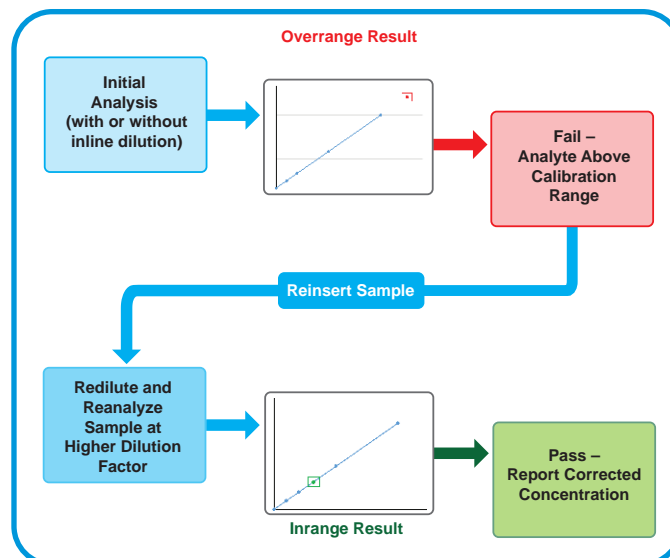 Overrange Result
Initial
Analysis
(with or without
inline dilution)
Fail –
Analyte Above
Calibration
Range
Reinsert Sample
Redilute and
Reanalyze
Sample at
Higher Dilution
Factor
Pass –
Report Corrected
Concentration
Inrange Result